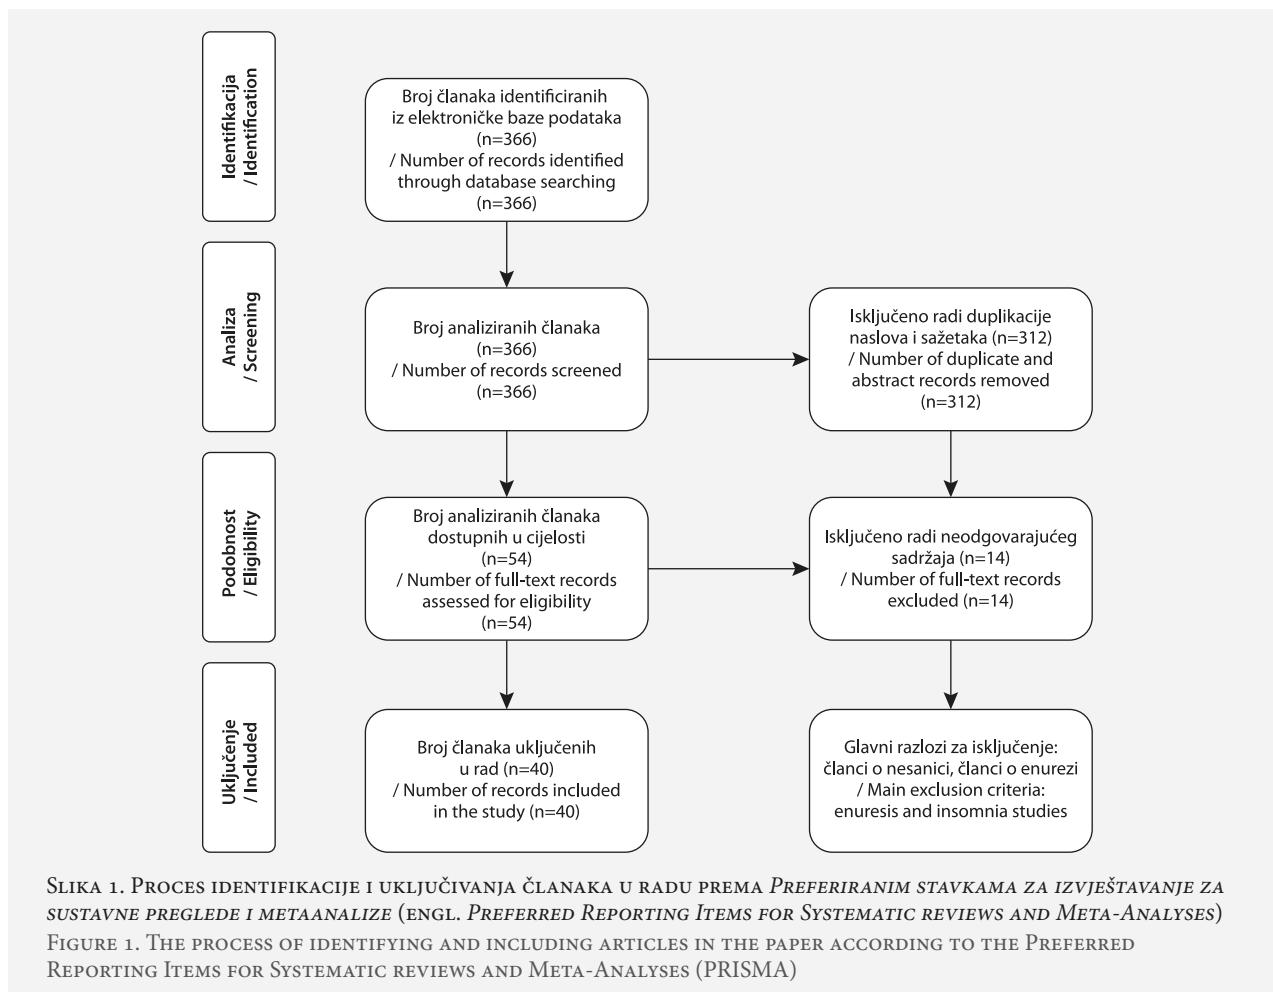 Identifikacija
/ Identification
Broj članaka identificiranih
iz elektroničke baze podataka
(n=366)
/ Number of records identified
through database searching
(n=366)
Analiza
/ Screening
Broj analiziranih članaka
(n=366)
/ Number of records screened
(n=366)
Isključeno radi duplikacije
naslova i sažetaka (n=312)
/ Number of duplicate and
abstract records removed
(n=312)
Podobnost
/ Eligibility
Broj analiziranih članaka
dostupnih u cijelosti
(n=54)
/ Number of full-text records
assessed for eligibility
(n=54)
Isključeno radi neodgovarajućeg
sadržaja (n=14)
/ Number of full-text records
excluded (n=14)
Uključenje
/ Included
Broj članaka uključenih
u rad (n=40)
/ Number of records included
in the study (n=40)
Glavni razlozi za isključenje:
članci o nesanici, članci o enurezi
/ Main exclusion criteria:
enuresis and insomnia studies
Slika 1. Proces identifikacije i uključivanja članaka u radu prema Preferiranim stavkama za izvještavanje za
sustavne preglede i metaanalize (engl. Preferred Reporting Items for Systematic reviews and Meta-Analyses)
Figure 1. The process of identifying and including articles in the paper according to the Preferred
Reporting Items for Systematic reviews and Meta-Analyses (PRISMA)